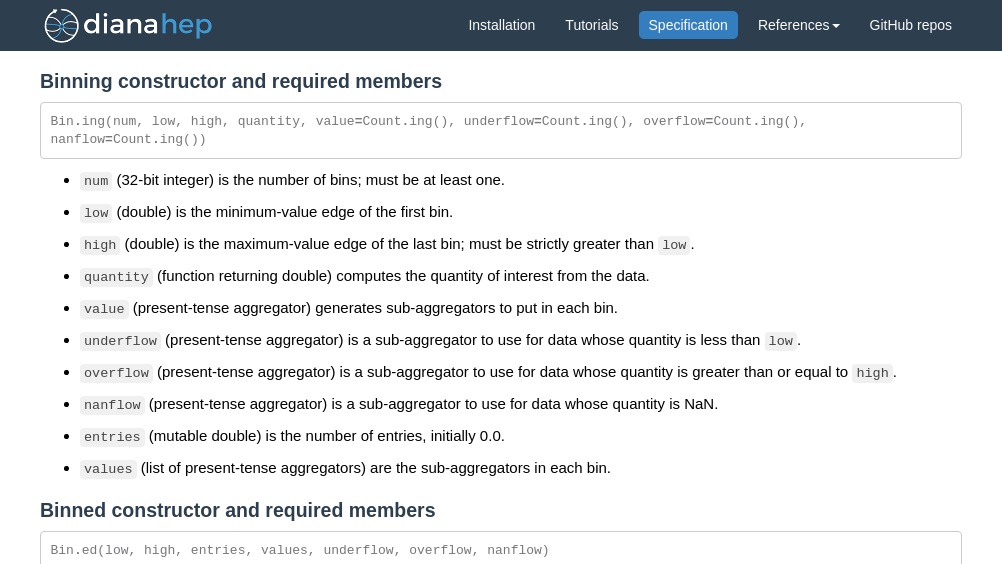 dianahep
Installation Tutorials Specification References GitHub repos
Binning constructor and required members
Bin.ing(num, low, high, quantity, value=Count.ing(), underflow=Count.ing(), overflow=Count.ing(),
nanflow=Count.ing())
num (32-bit integer) is the number of bins; must be at least one.
low (double) is the minimum-value edge of the first bin.
high (double) is the maximum-value edge of the last bin; must be strictly greater than low.
quantity (function returning double) computes the quantity of interest from the data.
value (present-tense aggregator) generates sub-aggregators to put in each bin.
underflow (present-tense aggregator) is a sub-aggregator to use for data whose quantity is less than low.
overflow (present-tense aggregator) is a sub-aggregator to use for data whose quantity is greater than or equal to high.
nanflow (present-tense aggregator) is a sub-aggregator to use for data whose quantity is NaN.
entries (mutable double) is the number of entries, initially 0.0.
values (list of present-tense aggregators) are the sub-aggregators in each bin.
Binned constructor and required members
Bin.ed(low, high, entries, values, underflow, overflow, nanflow)